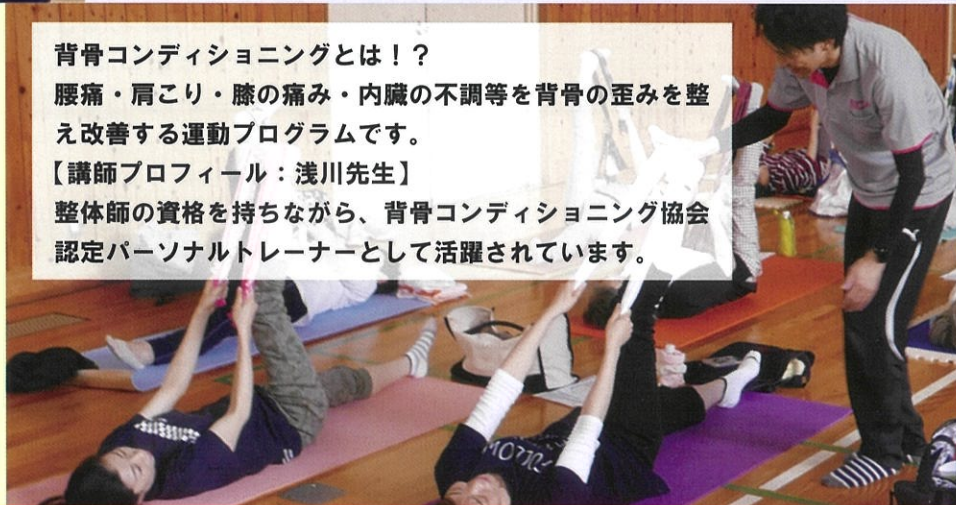 背骨コンディショニングとは！？
腰痛・肩こり・膝の痛み・内臓の不調等を背骨の歪みを整
え改善する運動プログラムです。
【講師プロフィール：浅川先生】
整体師の資格を持ちながら、背骨コンディショニング協会
認定パーソナルトレーナーとして活躍されています。
FOLLOW